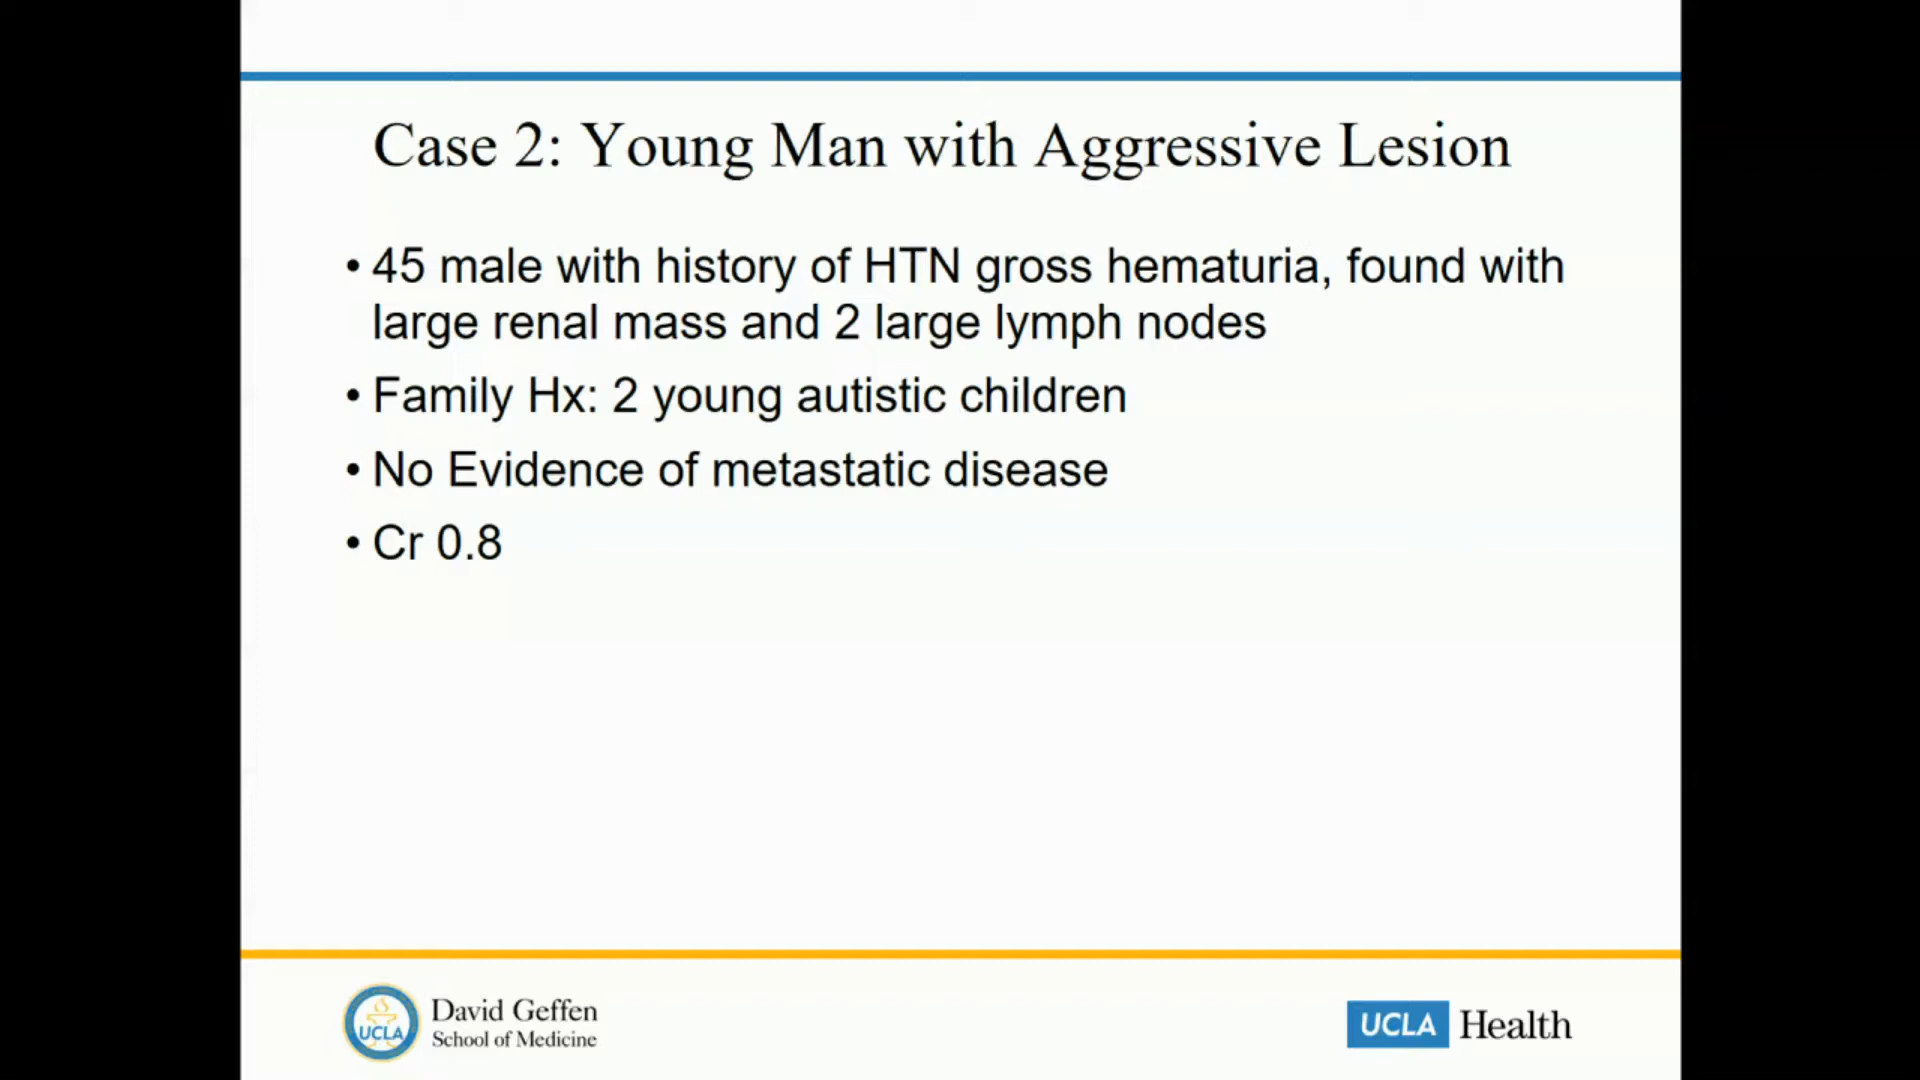 Case 2: Young Man with Aggressive Lesion
• 45 male with history of HTN gross hematuria, found with
large renal mass and 2 large lymph nodes
• Family Hx: 2 young autistic children
• No Evidence of metastatic disease
• Cr 0.8
UCLA
David Geffen
School of Medicine
UCLA Health